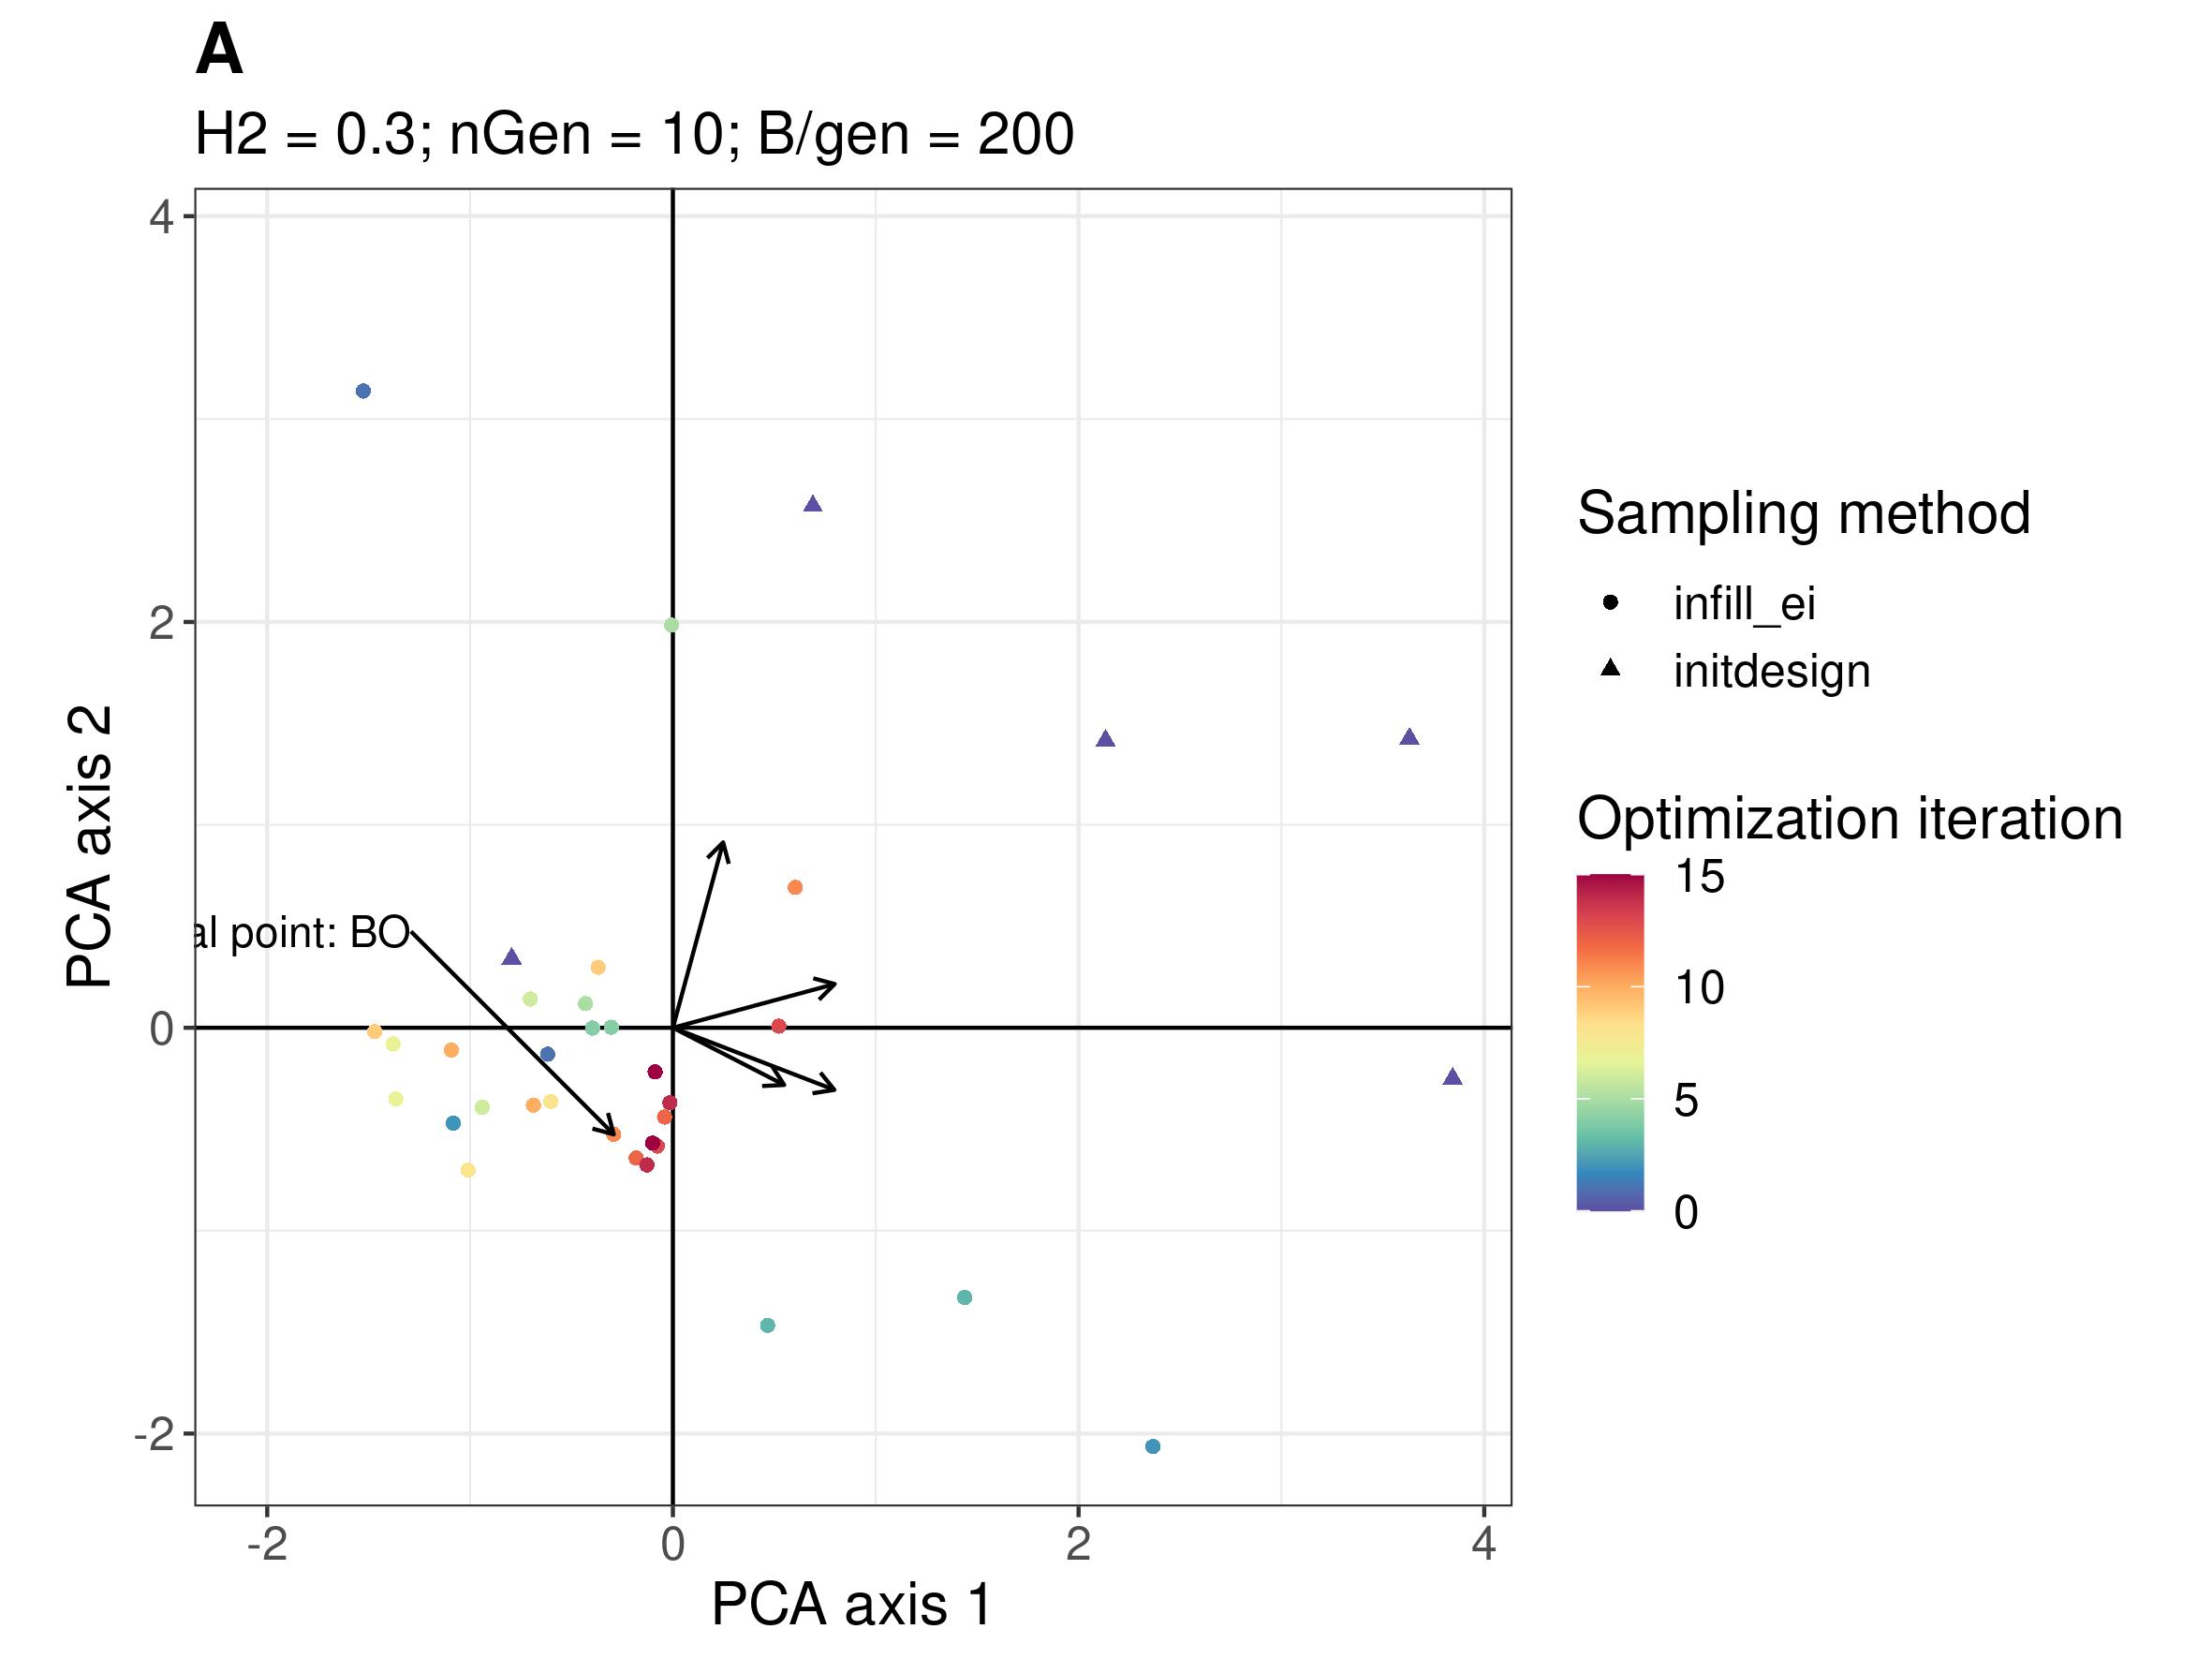 A
H2 = 0.3; nGen = 10; B/gen = 200
4
2
0
-2
PCA axis 2
al point: BO
-2
0
2
4
PCA axis 1
Sampling method
infill_ei
initdesign
Optimization iteration
15
10
5
0